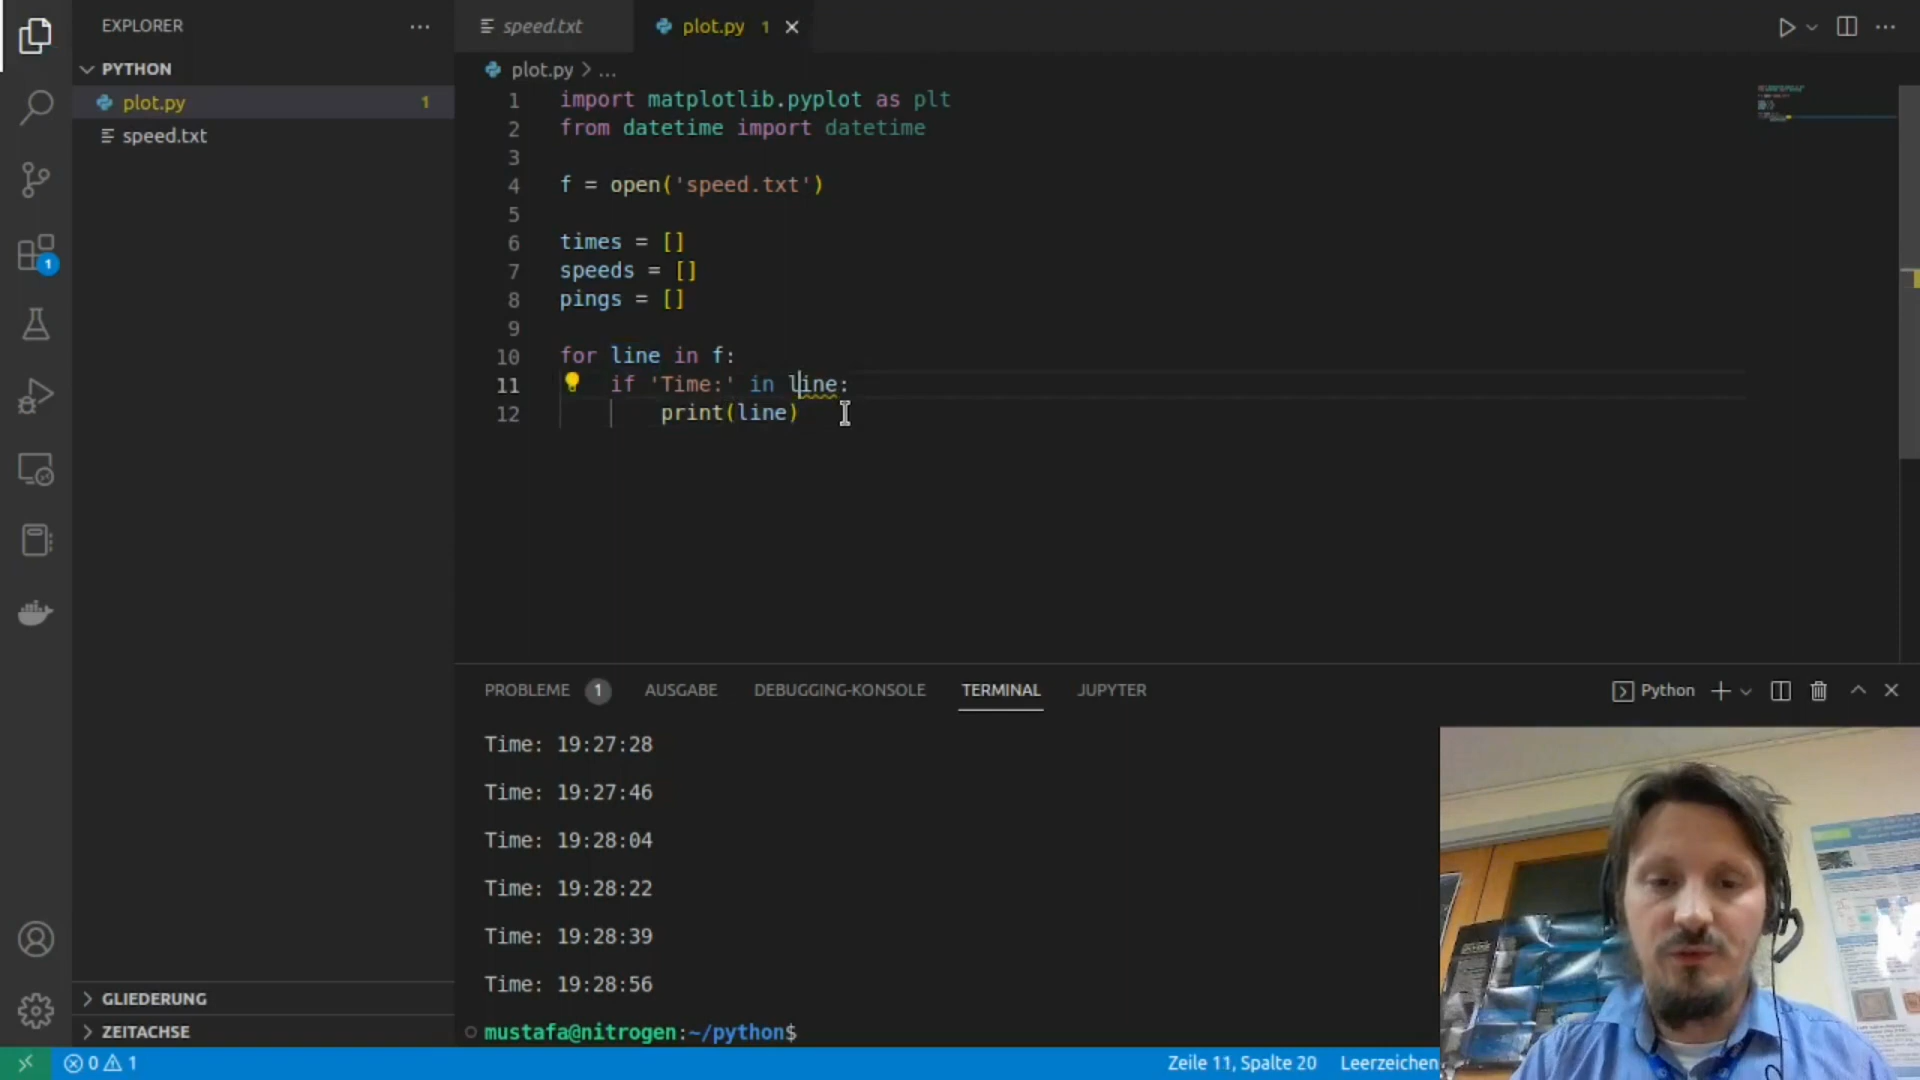 EXPLORER
PYTHON
plot.py 1
speed.txt
GLIEDERUNG
ZEITACHSE
speed.txt
plot.py 1
plot.py > ...
1 import matplotlib.pyplot as plt
2 from datetime import datetime
3
4 f = open('speed.txt')
5
6 times = []
7 speeds = []
8 pings = []
9
10 for line in f:
11 if 'Time:' in line:
12 print(line)
PROBLEME 1 AUSGABE DEBUGGING-KONSOLE TERMINAL JUPYTER
Python
Time: 19:27:28
Time: 19:27:46
Time: 19:28:04
Time: 19:28:22
Time: 19:28:39
Time: 19:28:56
mustafa@nitrogen:~/python$
1
0 1
Zeile 11, Spalte 20 Leerzeichen